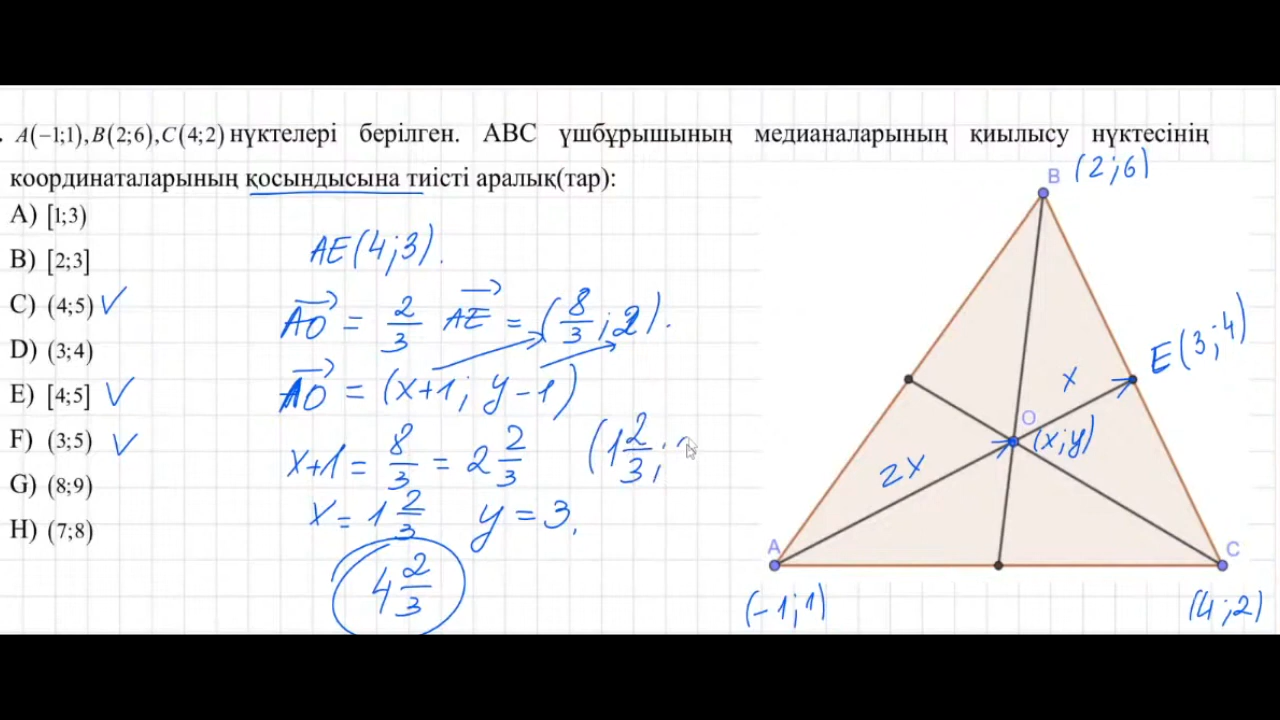 . A(−1;1), B(2;6), C(4;2) нүктелері берілген. ABC үшбұрышының медианаларының қиылысу нүктесінің
координаталарының қосындысына тиісті аралық(тар):
A) [1;3)
B) [2;3]
C) (4;5) ✓
D) (3;4)
E) [4;5] ✓
F) (3;5) ✓
G) (8;9)
H) (7;8)
AE(4;3).
AO = 2/3 AE = (8/3; 2).
AO = (x+1; y−1)
x+1 = 8/3 = 2 2/3
(1 2/3;
x = 1 2/3 y = 3.
4 2/3
B (2;6)
E(3;4)
x
O (x;y)
2x
A
C
(−1;1)
(4;2)